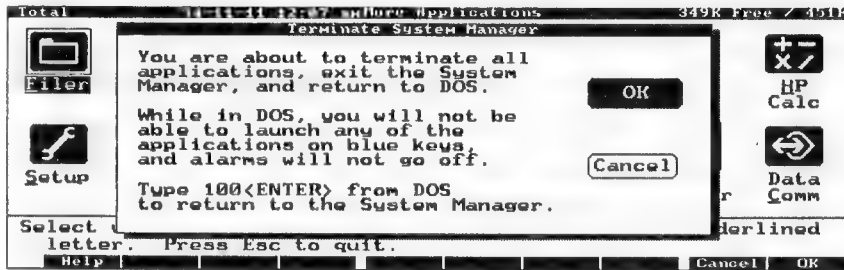 Total More Applications 349K Free / 451K
Terminate System Manager
You are about to terminate all
applications, exit the System
Manager, and return to DOS.
While in DOS, you will not be
able to launch any of the
applications on blue keys,
and alarms will not go off.
Type 100<ENTER> from DOS
to return to the System Manager.
OK
Cancel
Filer
Setup
HP
Calc
Data
Comm
Select derlined
letter. Press Esc to quit.
Help Cancel OK